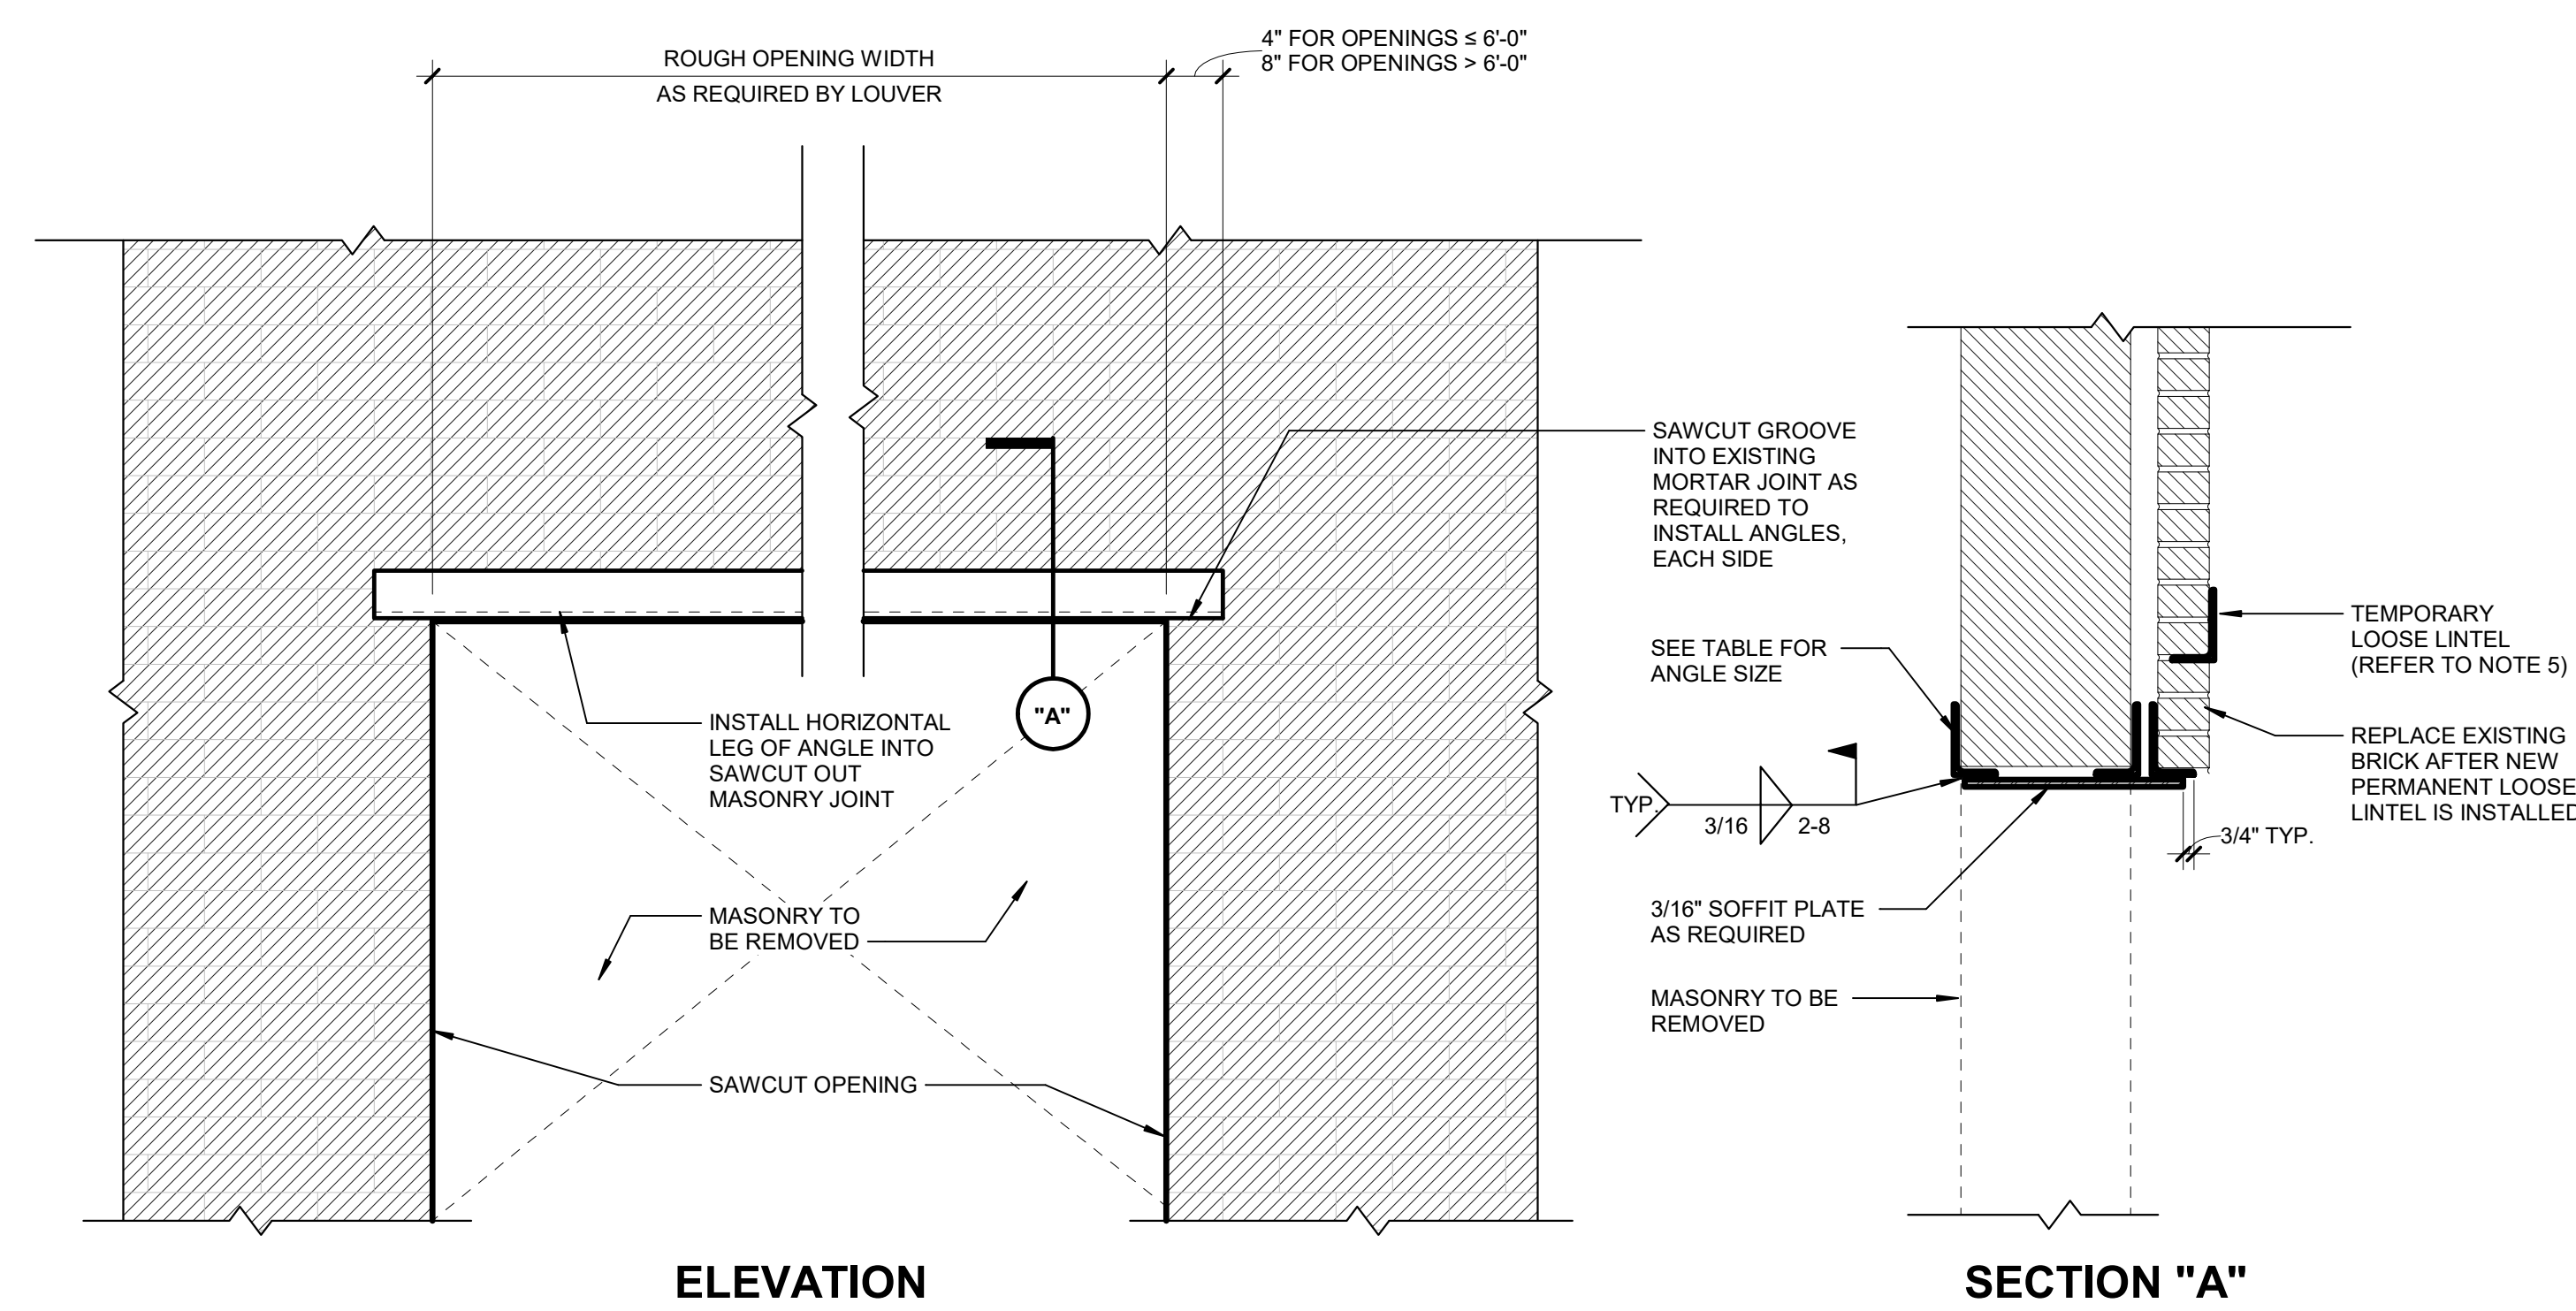 ROUGH OPENING WIDTH
AS REQUIRED BY LOUVER
4" FOR OPENINGS ≤ 6'-0"
8" FOR OPENINGS > 6'-0"
SAWCUT GROOVE
INTO EXISTING
MORTAR JOINT AS
REQUIRED TO
INSTALL ANGLES,
EACH SIDE
"A"
INSTALL HORIZONTAL
LEG OF ANGLE INTO
SAWCUT OUT
MASONRY JOINT
MASONRY TO
BE REMOVED
SAWCUT OPENING
ELEVATION
SEE TABLE FOR
ANGLE SIZE
TYP.
3/16
2-8
3/16" SOFFIT PLATE
AS REQUIRED
MASONRY TO BE
REMOVED
TEMPORARY
LOOSE LINTEL
(REFER TO NOTE 5)
REPLACE EXISTING
BRICK AFTER NEW
PERMANENT LOOSE
LINTEL IS INSTALLED
3/4" TYP.
SECTION "A"